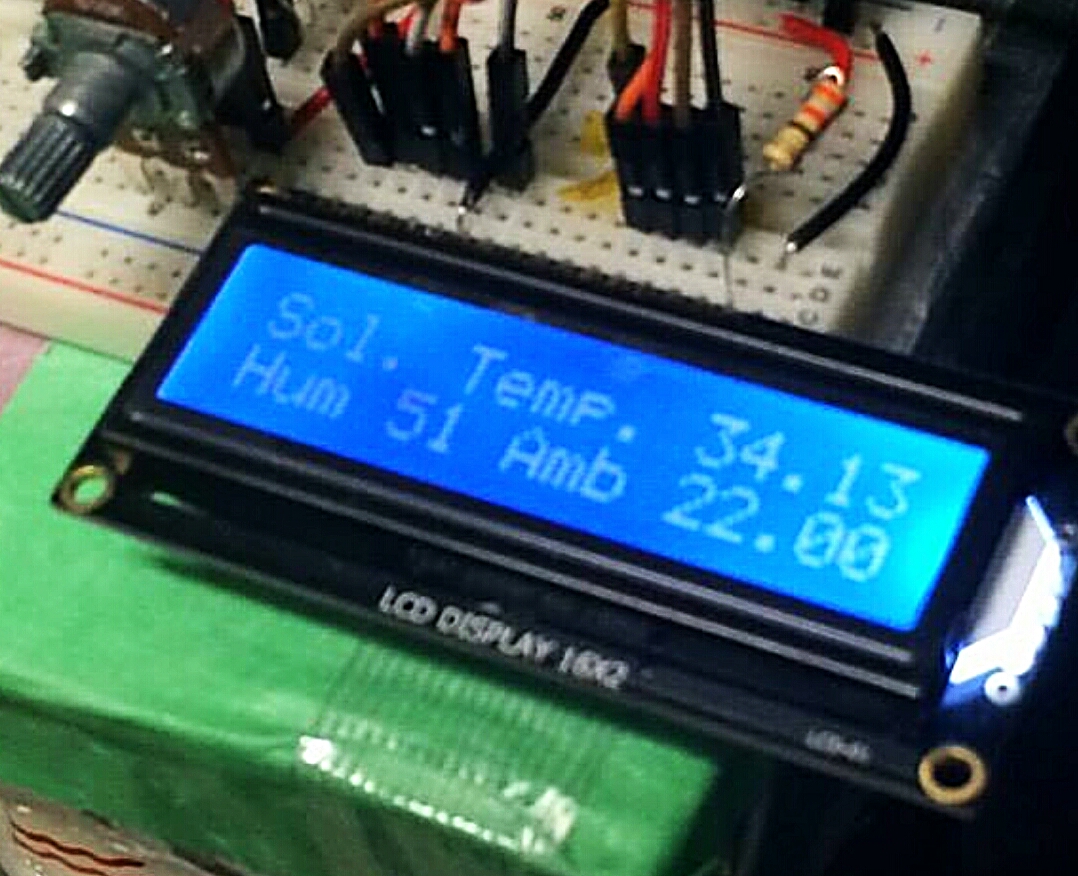 Sol. Temp. 34.13
Hum 51 Amb 22.00
LCD DISPLAY 16X2